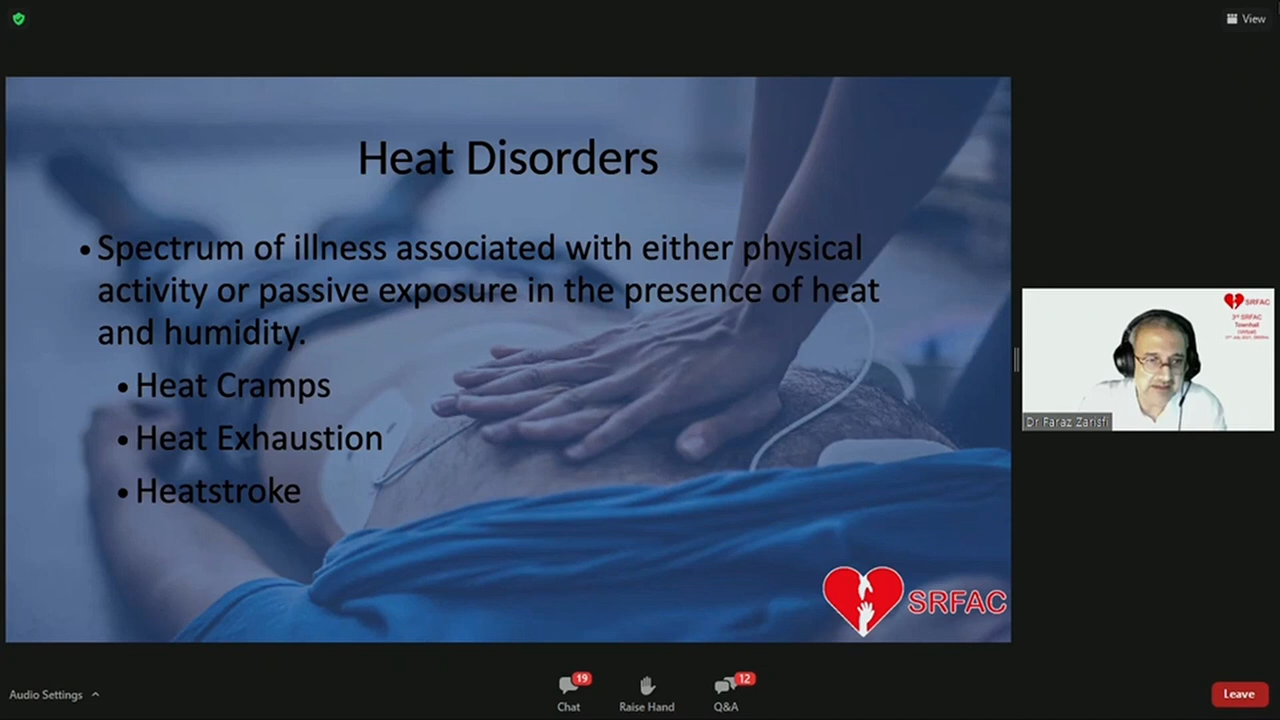 View
Heat Disorders
• Spectrum of illness associated with either physical
activity or passive exposure in the presence of heat
and humidity.
• Heat Cramps
• Heat Exhaustion
• Heatstroke
SRFAC
SRFAC
3rd SRFAC
Townhall
Dr Faraz Zarisfi
Audio Settings
19
Chat
Raise Hand
12
Q&A
Leave